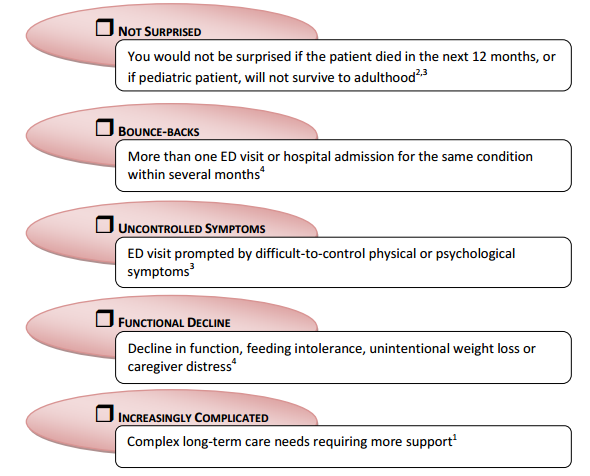 ❒ NOT SURPRISED
You would not be surprised if the patient died in the next 12 months, or
if pediatric patient, will not survive to adulthood2,3
❒ BOUNCE-BACKS
More than one ED visit or hospital admission for the same condition
within several months4
❒ UNCONTROLLED SYMPTOMS
ED visit prompted by difficult-to-control physical or psychological
symptoms3
❒ FUNCTIONAL DECLINE
Decline in function, feeding intolerance, unintentional weight loss or
caregiver distress4
❒ INCREASINGLY COMPLICATED
Complex long-term care needs requiring more support1